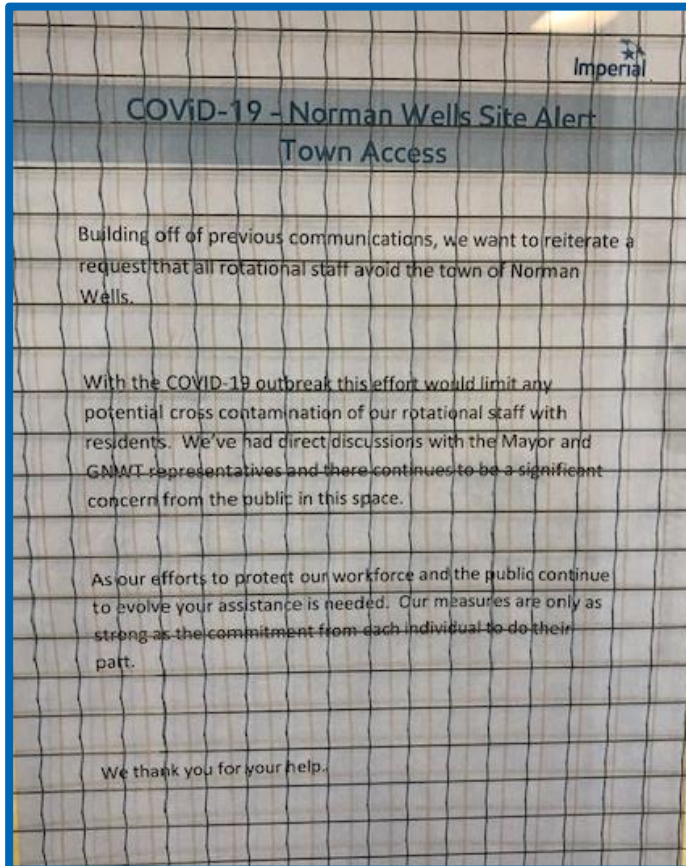 Imperial
COViD-19 - Norman Wells Site Alert
Town Access
Building off of previous communications, we want to reiterate a
request that all rotational staff avoid the town of Norman
Wells.
With the COVID-19 outbreak this effort would limit any
potential cross contamination of our rotational staff with
residents. We've had direct discussions with the Mayor and
GNWT representatives and there continues to be a significant
concern from the public in this space.
As our efforts to protect our workforce and the public continue
to evolve your assistance is needed. Our measures are only as
strong as the commitment from each individual to do their
part.
We thank you for your help.